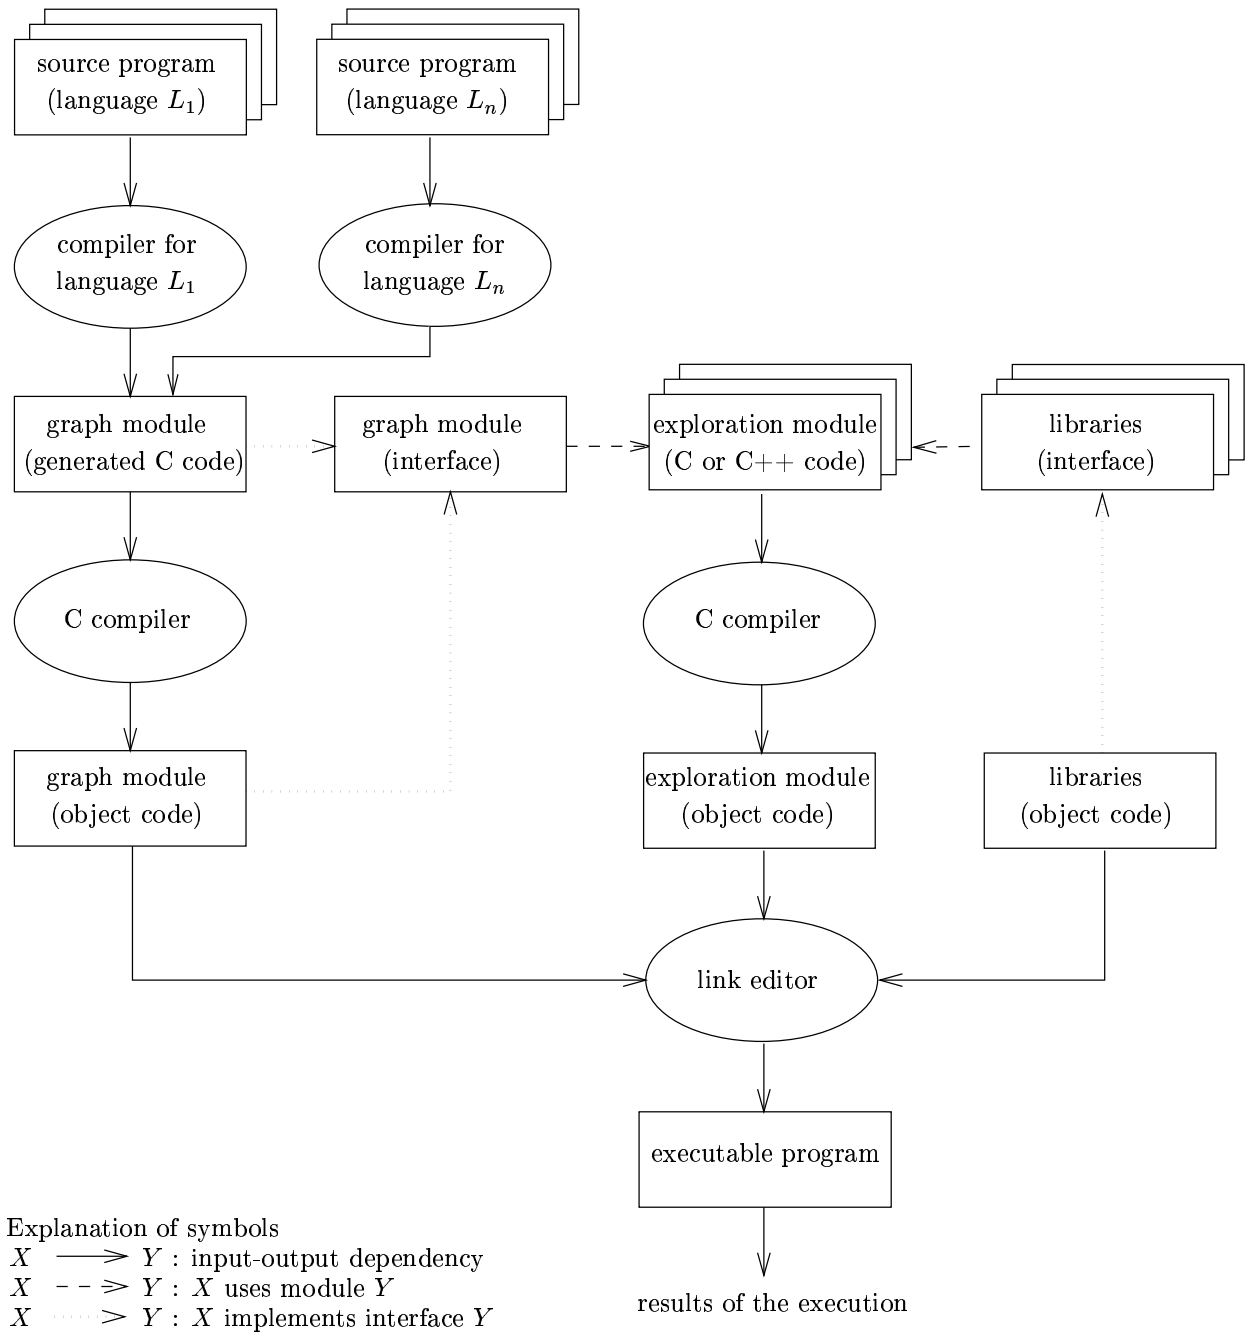 source program
(language L₁)
source program
(language Lₙ)
compiler for
language L₁
compiler for
language Lₙ
graph module
(generated C code)
graph module
(interface)
exploration module
(C or C++ code)
libraries
(interface)
C compiler
C compiler
graph module
(object code)
exploration module
(object code)
libraries
(object code)
link editor
executable program
results of the execution
Explanation of symbols
X Y : input-output dependency
X Y : X uses module Y
X Y : X implements interface Y